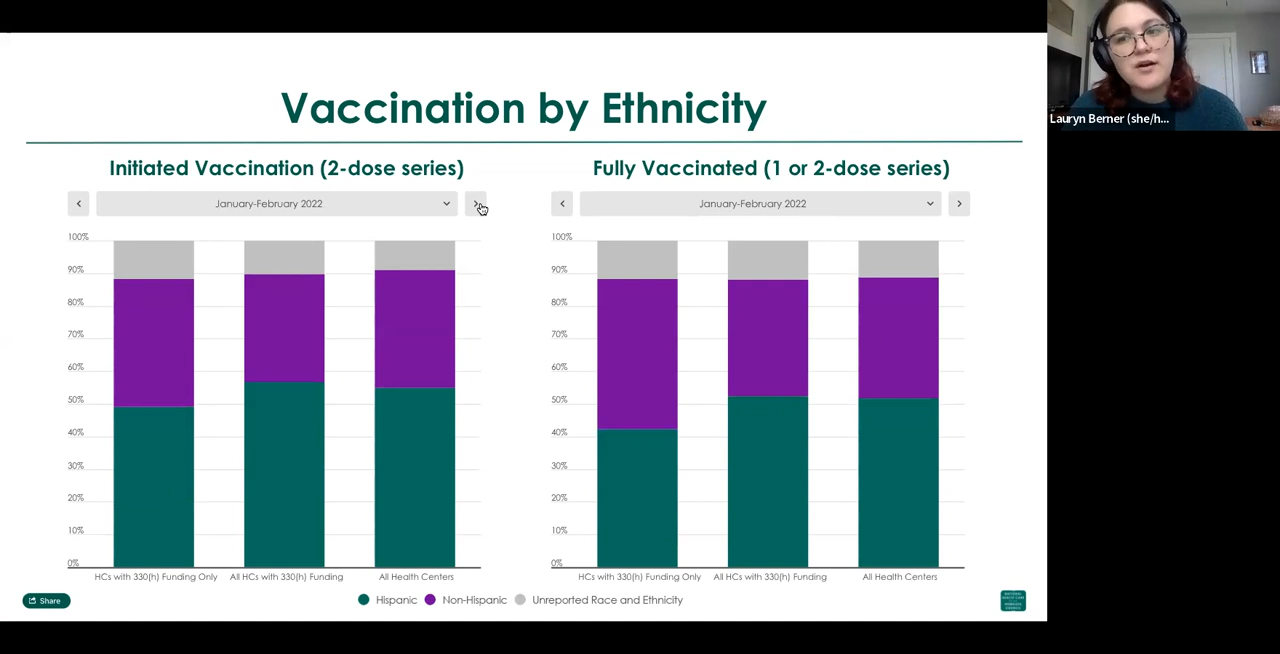 Vaccination by Ethnicity
Initiated Vaccination (2-dose series)
January-February 2022
100%
90%
80%
70%
60%
50%
40%
30%
20%
10%
0%
HCs with 330(h) Funding Only
All HCs with 330(h) Funding
All Health Centers
Fully Vaccinated (1 or 2-dose series)
January-February 2022
100%
90%
80%
70%
60%
50%
40%
30%
20%
10%
0%
HCs with 330(h) Funding Only
All HCs with 330(h) Funding
All Health Centers
Hispanic
Non-Hispanic
Unreported Race and Ethnicity
Share
Lauryn Berner (she/h...